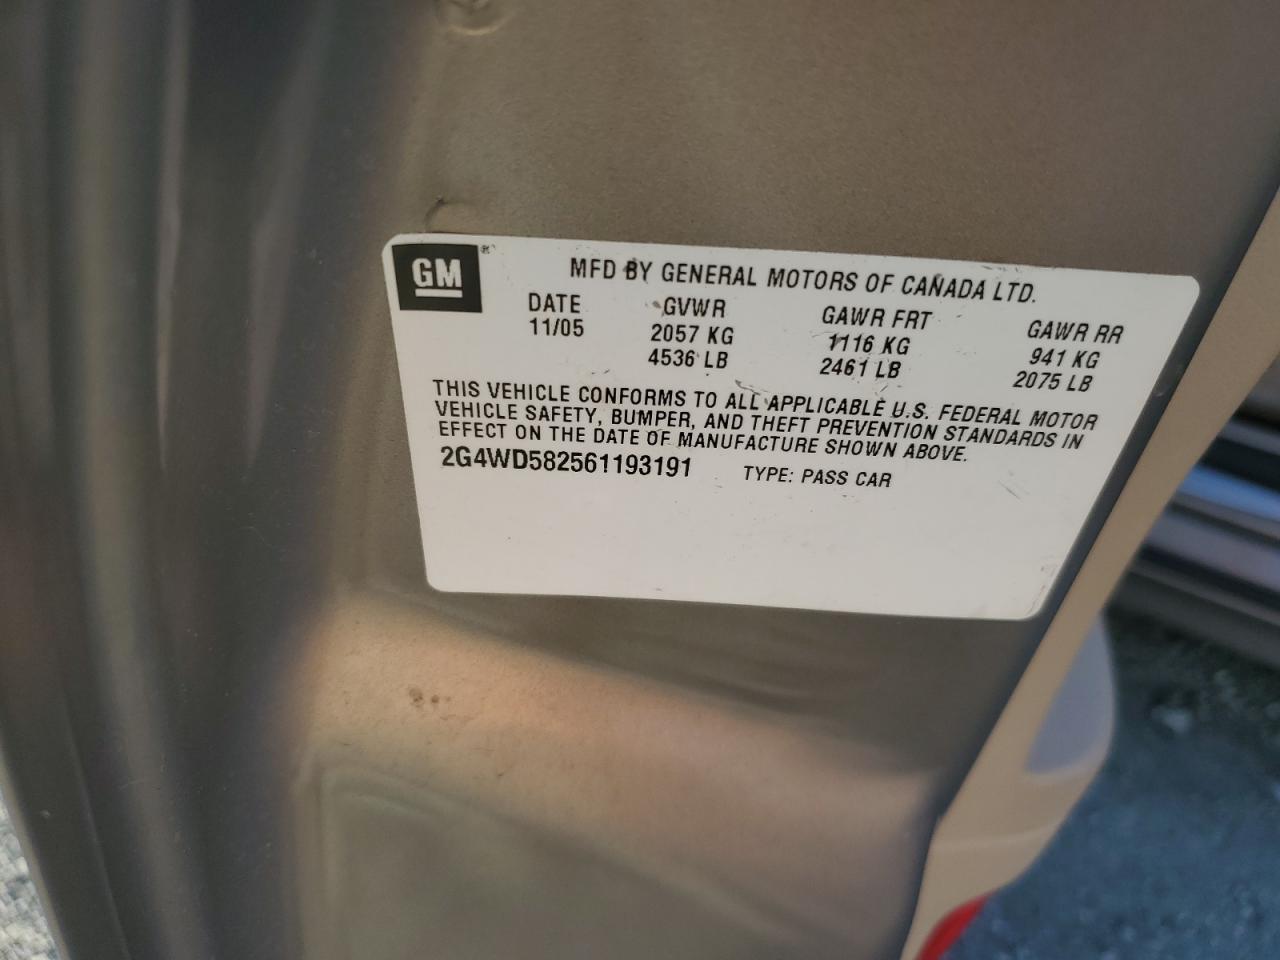 GM®
MFD BY GENERAL MOTORS OF CANADA LTD.
DATE GVWR GAWR FRT GAWR RR
11/05 2057 KG 1116 KG 941 KG
4536 LB 2461 LB 2075 LB
THIS VEHICLE CONFORMS TO ALL APPLICABLE U.S. FEDERAL MOTOR
VEHICLE SAFETY, BUMPER, AND THEFT PREVENTION STANDARDS IN
EFFECT ON THE DATE OF MANUFACTURE SHOWN ABOVE.
2G4WD582561193191 TYPE: PASS CAR